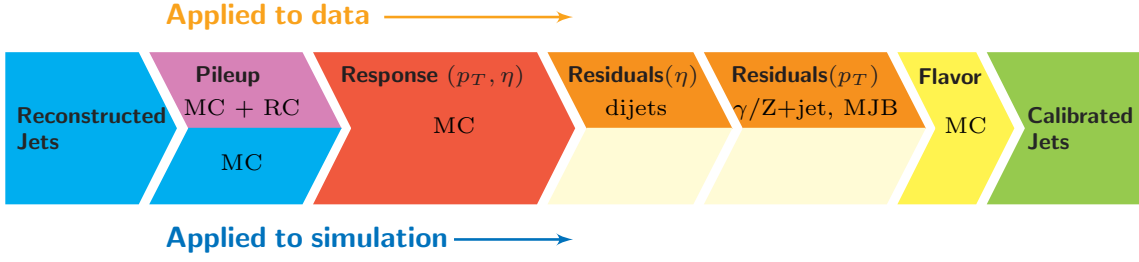 Applied to data
Reconstructed
Jets
Pileup
MC + RC
MC
Response (p_T, η)
MC
Residuals(η)
dijets
Residuals(p_T)
γ/Z+jet, MJB
Flavor
MC
Calibrated
Jets
Applied to simulation